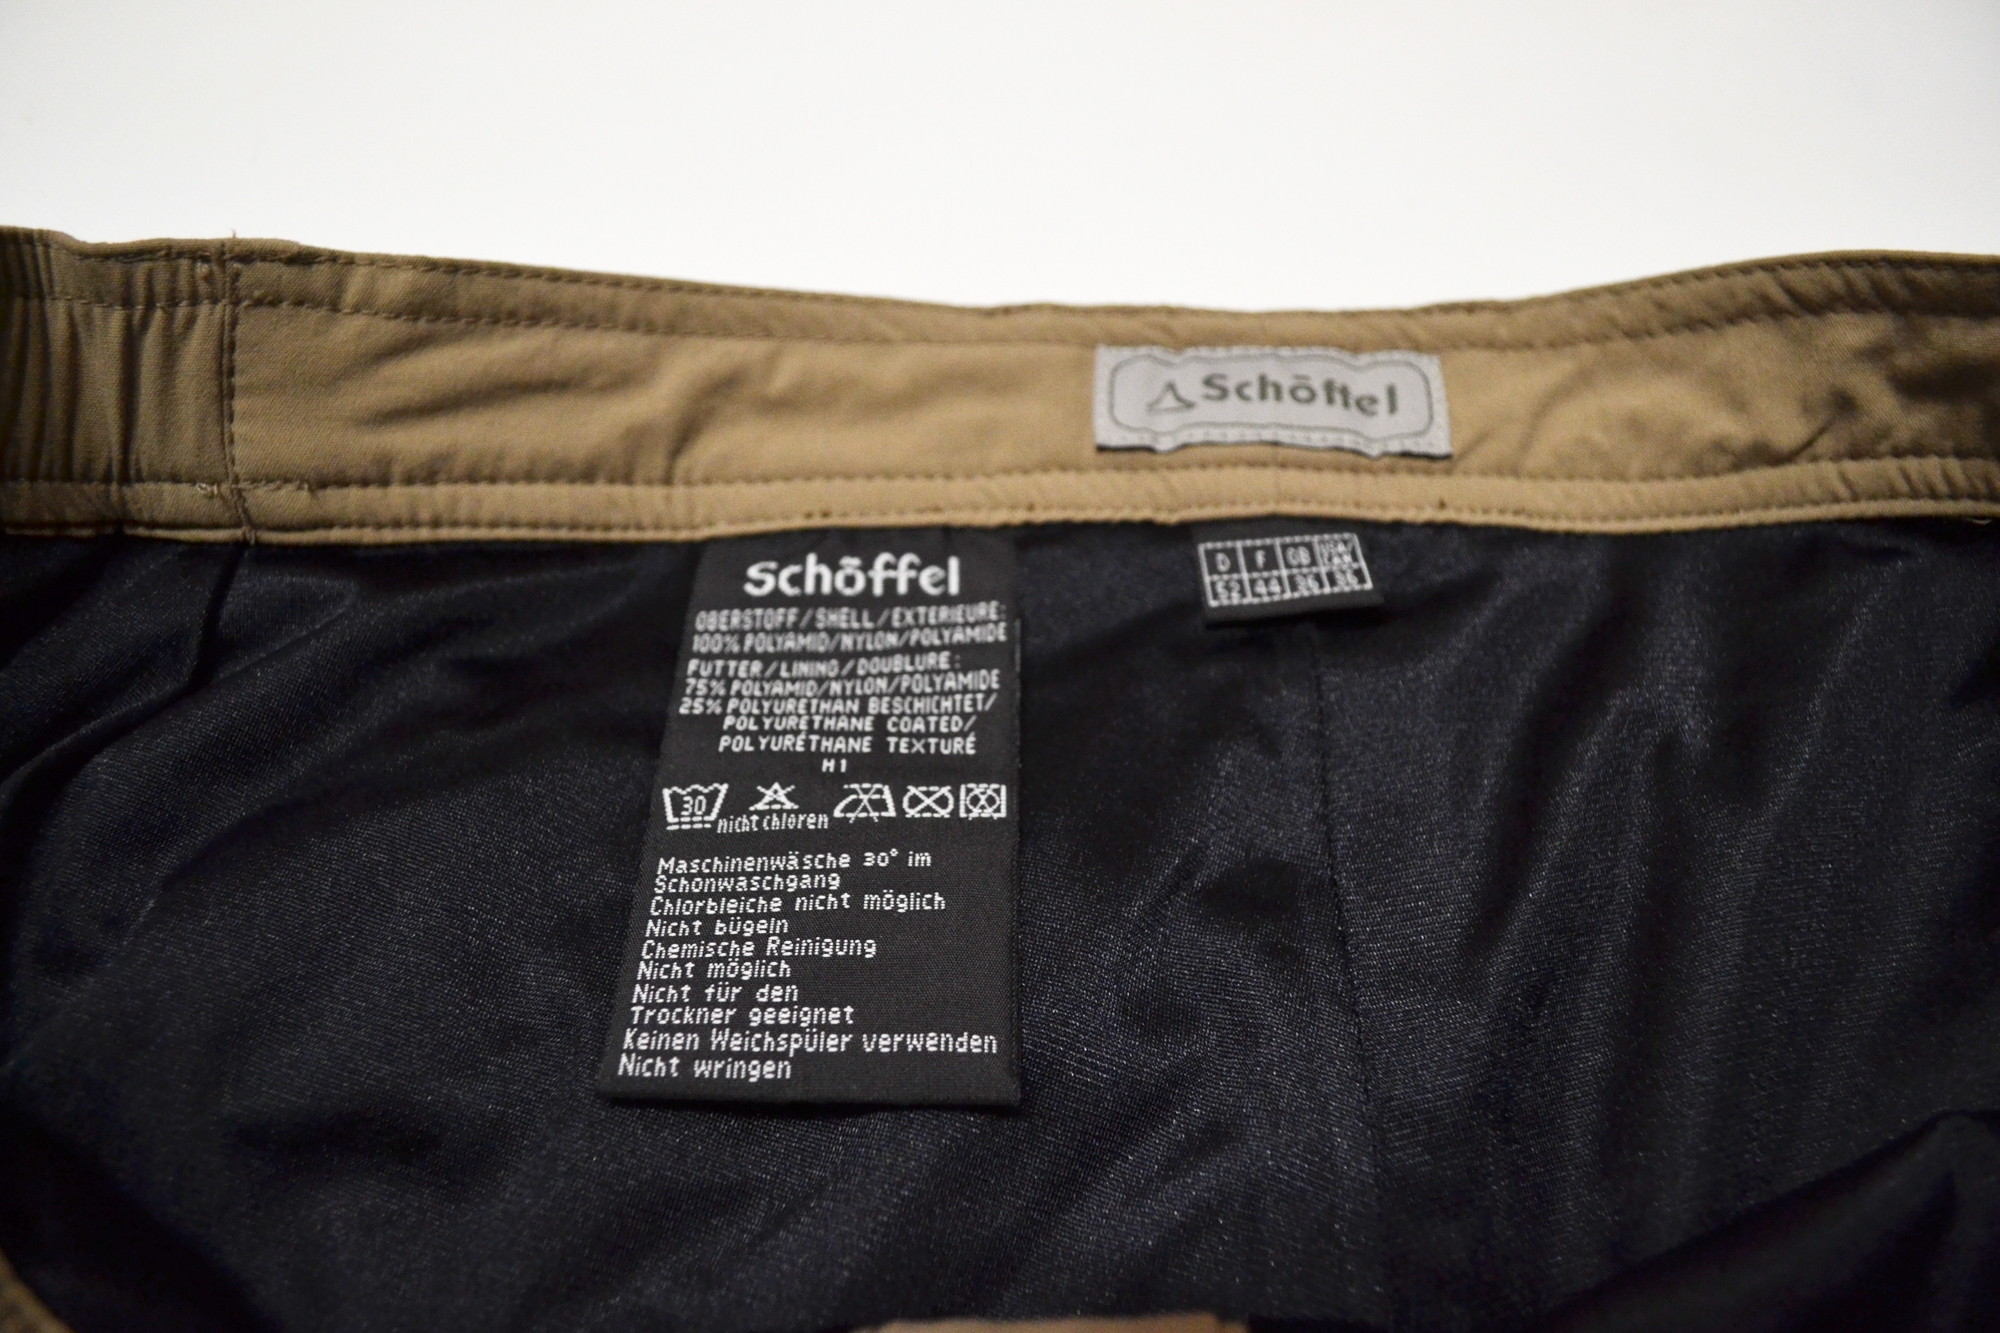 Schöffel
Schöffel
OBERSTOFF/SHELL/EXTERIEURE:
100% POLYAMID/NYLON/POLYAMIDE
FUTTER/LINING/DOUBLURE:
75% POLYAMID/NYLON/POLYAMIDE
25% POLYURETHAN BESCHICHTET/
POLYURETHANE COATED/
POLYURÉTHANE TEXTURÉ
H1
30
nicht chloren
Maschinenwäsche 30° im
Schonwaschgang
Chlorbleiche nicht möglich
Nicht bügeln
Chemische Reinigung
Nicht möglich
Nicht für den
Trockner geeignet
Keinen Weichspüler verwenden
Nicht wringen
D F GB USA/
52 44 36 36